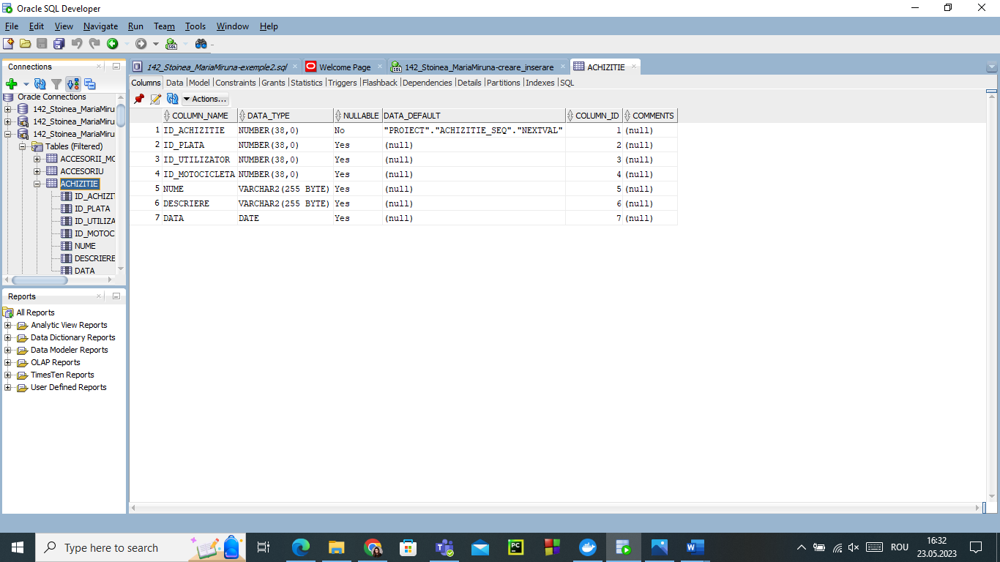 Oracle SQL Developer
File Edit View Navigate Run Team Tools Window Help
Connections
Oracle Connections
142_Stoinea_MariaMiru
142_Stoinea_MariaMiru
142_Stoinea_MariaMiru
Tables (Filtered)
ACCESORII_MO
ACCESORIU
ACHIZITIE
ID_ACHIZIT
ID_PLATA
ID_UTILIZA
ID_MOTOC
NUME
DESCRIERE
DATA
Reports
All Reports
Analytic View Reports
Data Dictionary Reports
Data Modeler Reports
OLAP Reports
TimesTen Reports
User Defined Reports
142_Stoinea_MariaMiruna-exemple2.sql Welcome Page 142_Stoinea_MariaMiruna-creare_inserare ACHIZITIE
Columns Data Model Constraints Grants Statistics Triggers Flashback Dependencies Details Partitions Indexes SQL
Actions...
COLUMN_NAME DATA_TYPE NULLABLE DATA_DEFAULT COLUMN_ID COMMENTS
1 ID_ACHIZITIE NUMBER(38,0) No "PROIECT"."ACHIZITIE_SEQ"."NEXTVAL" 1 (null)
2 ID_PLATA NUMBER(38,0) Yes (null) 2 (null)
3 ID_UTILIZATOR NUMBER(38,0) Yes (null) 3 (null)
4 ID_MOTOCICLETA NUMBER(38,0) Yes (null) 4 (null)
5 NUME VARCHAR2(255 BYTE) Yes (null) 5 (null)
6 DESCRIERE VARCHAR2(255 BYTE) Yes (null) 6 (null)
7 DATA DATE Yes (null) 7 (null)
Type here to search
ROU
16:32
23.05.2023